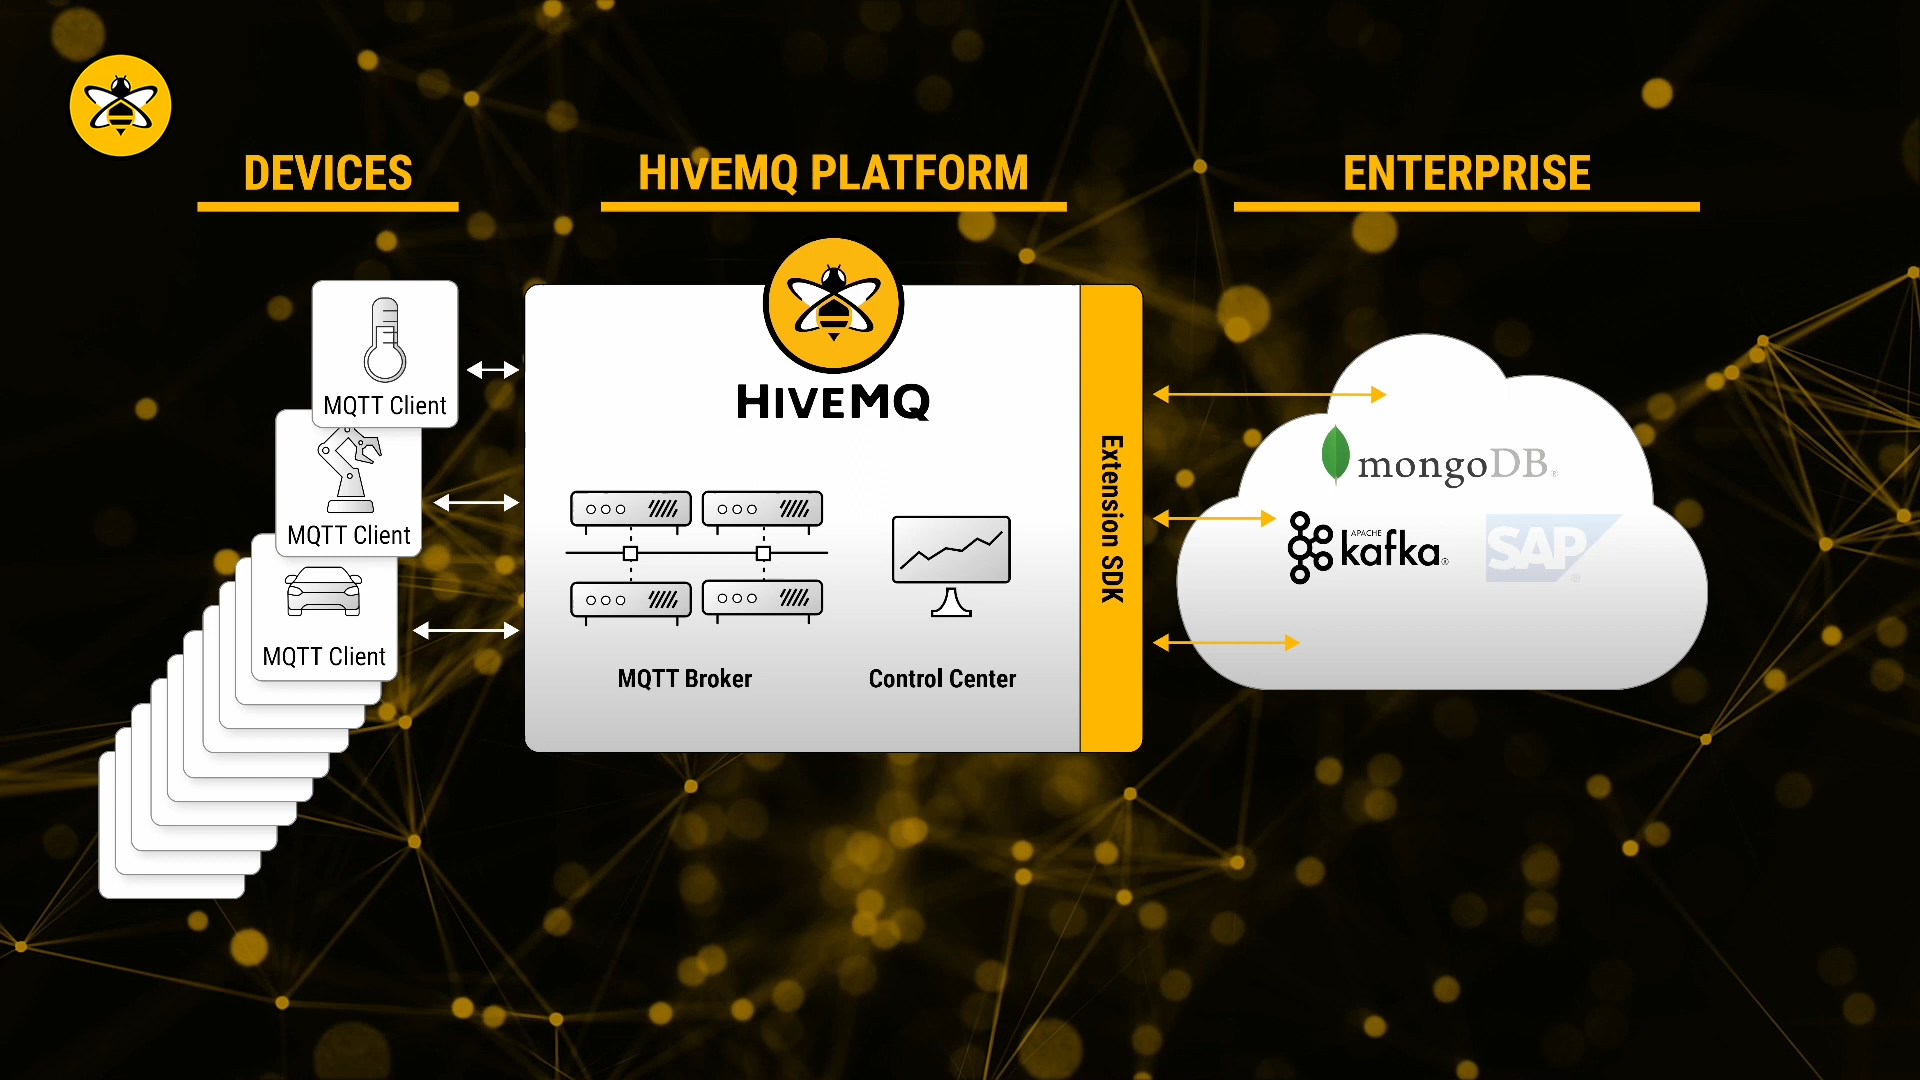 DEVICES
HIVEMQ PLATFORM
ENTERPRISE
MQTT Client
MQTT Client
MQTT Client
HIVEMQ
MQTT Broker
Control Center
Extension SDK
mongoDB®
APACHE
kafka®
SAP®